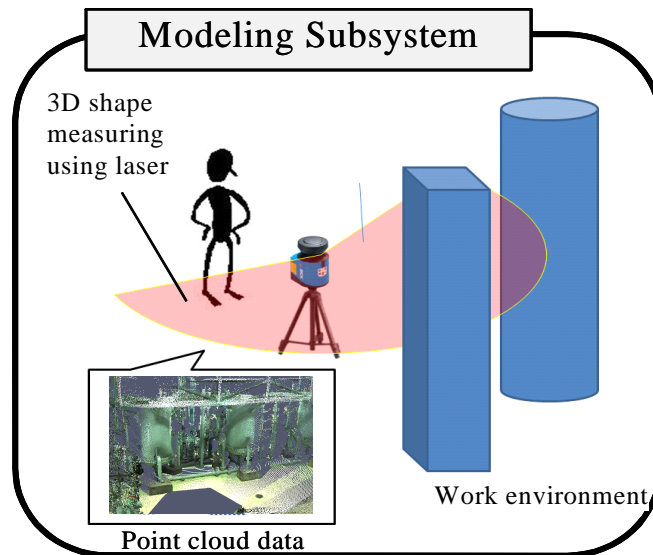 Modeling Subsystem
3D shape
measuring
using laser
Work environment
Point cloud data